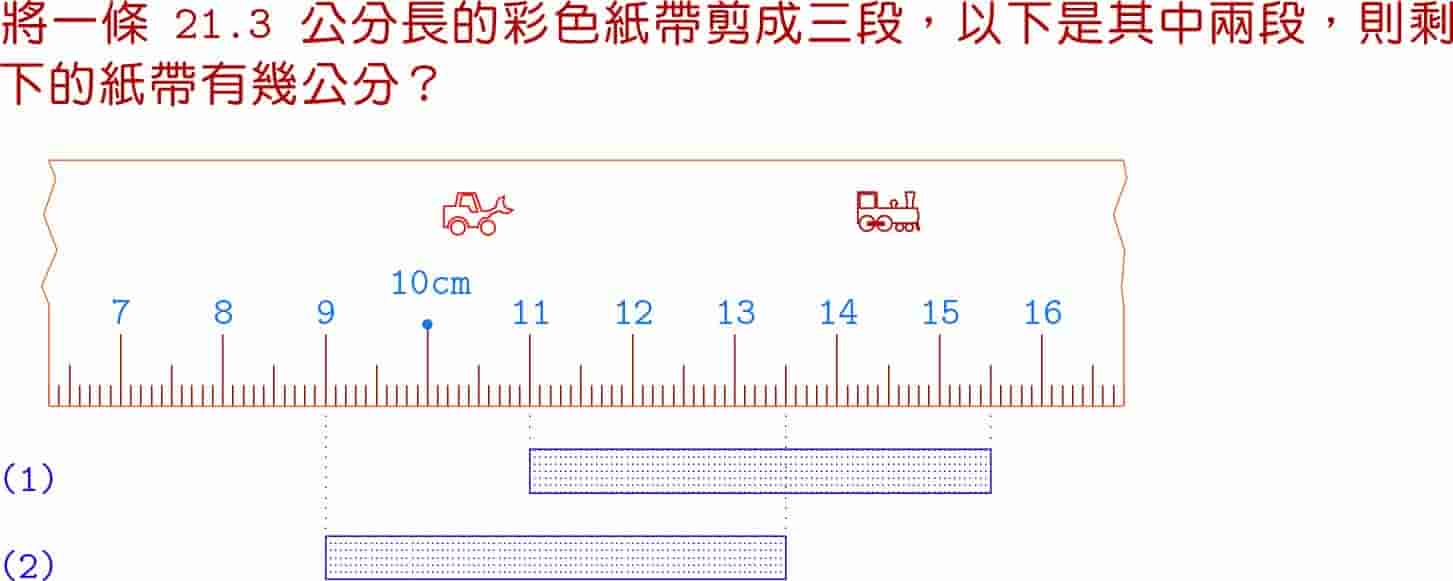 將一條 21.3 公分長的彩色紙帶剪成三段,以下是其中兩段,則剩
下的紙帶有幾公分?
10cm
7 8 9 11 12 13 14 15 16
(1)
(2)